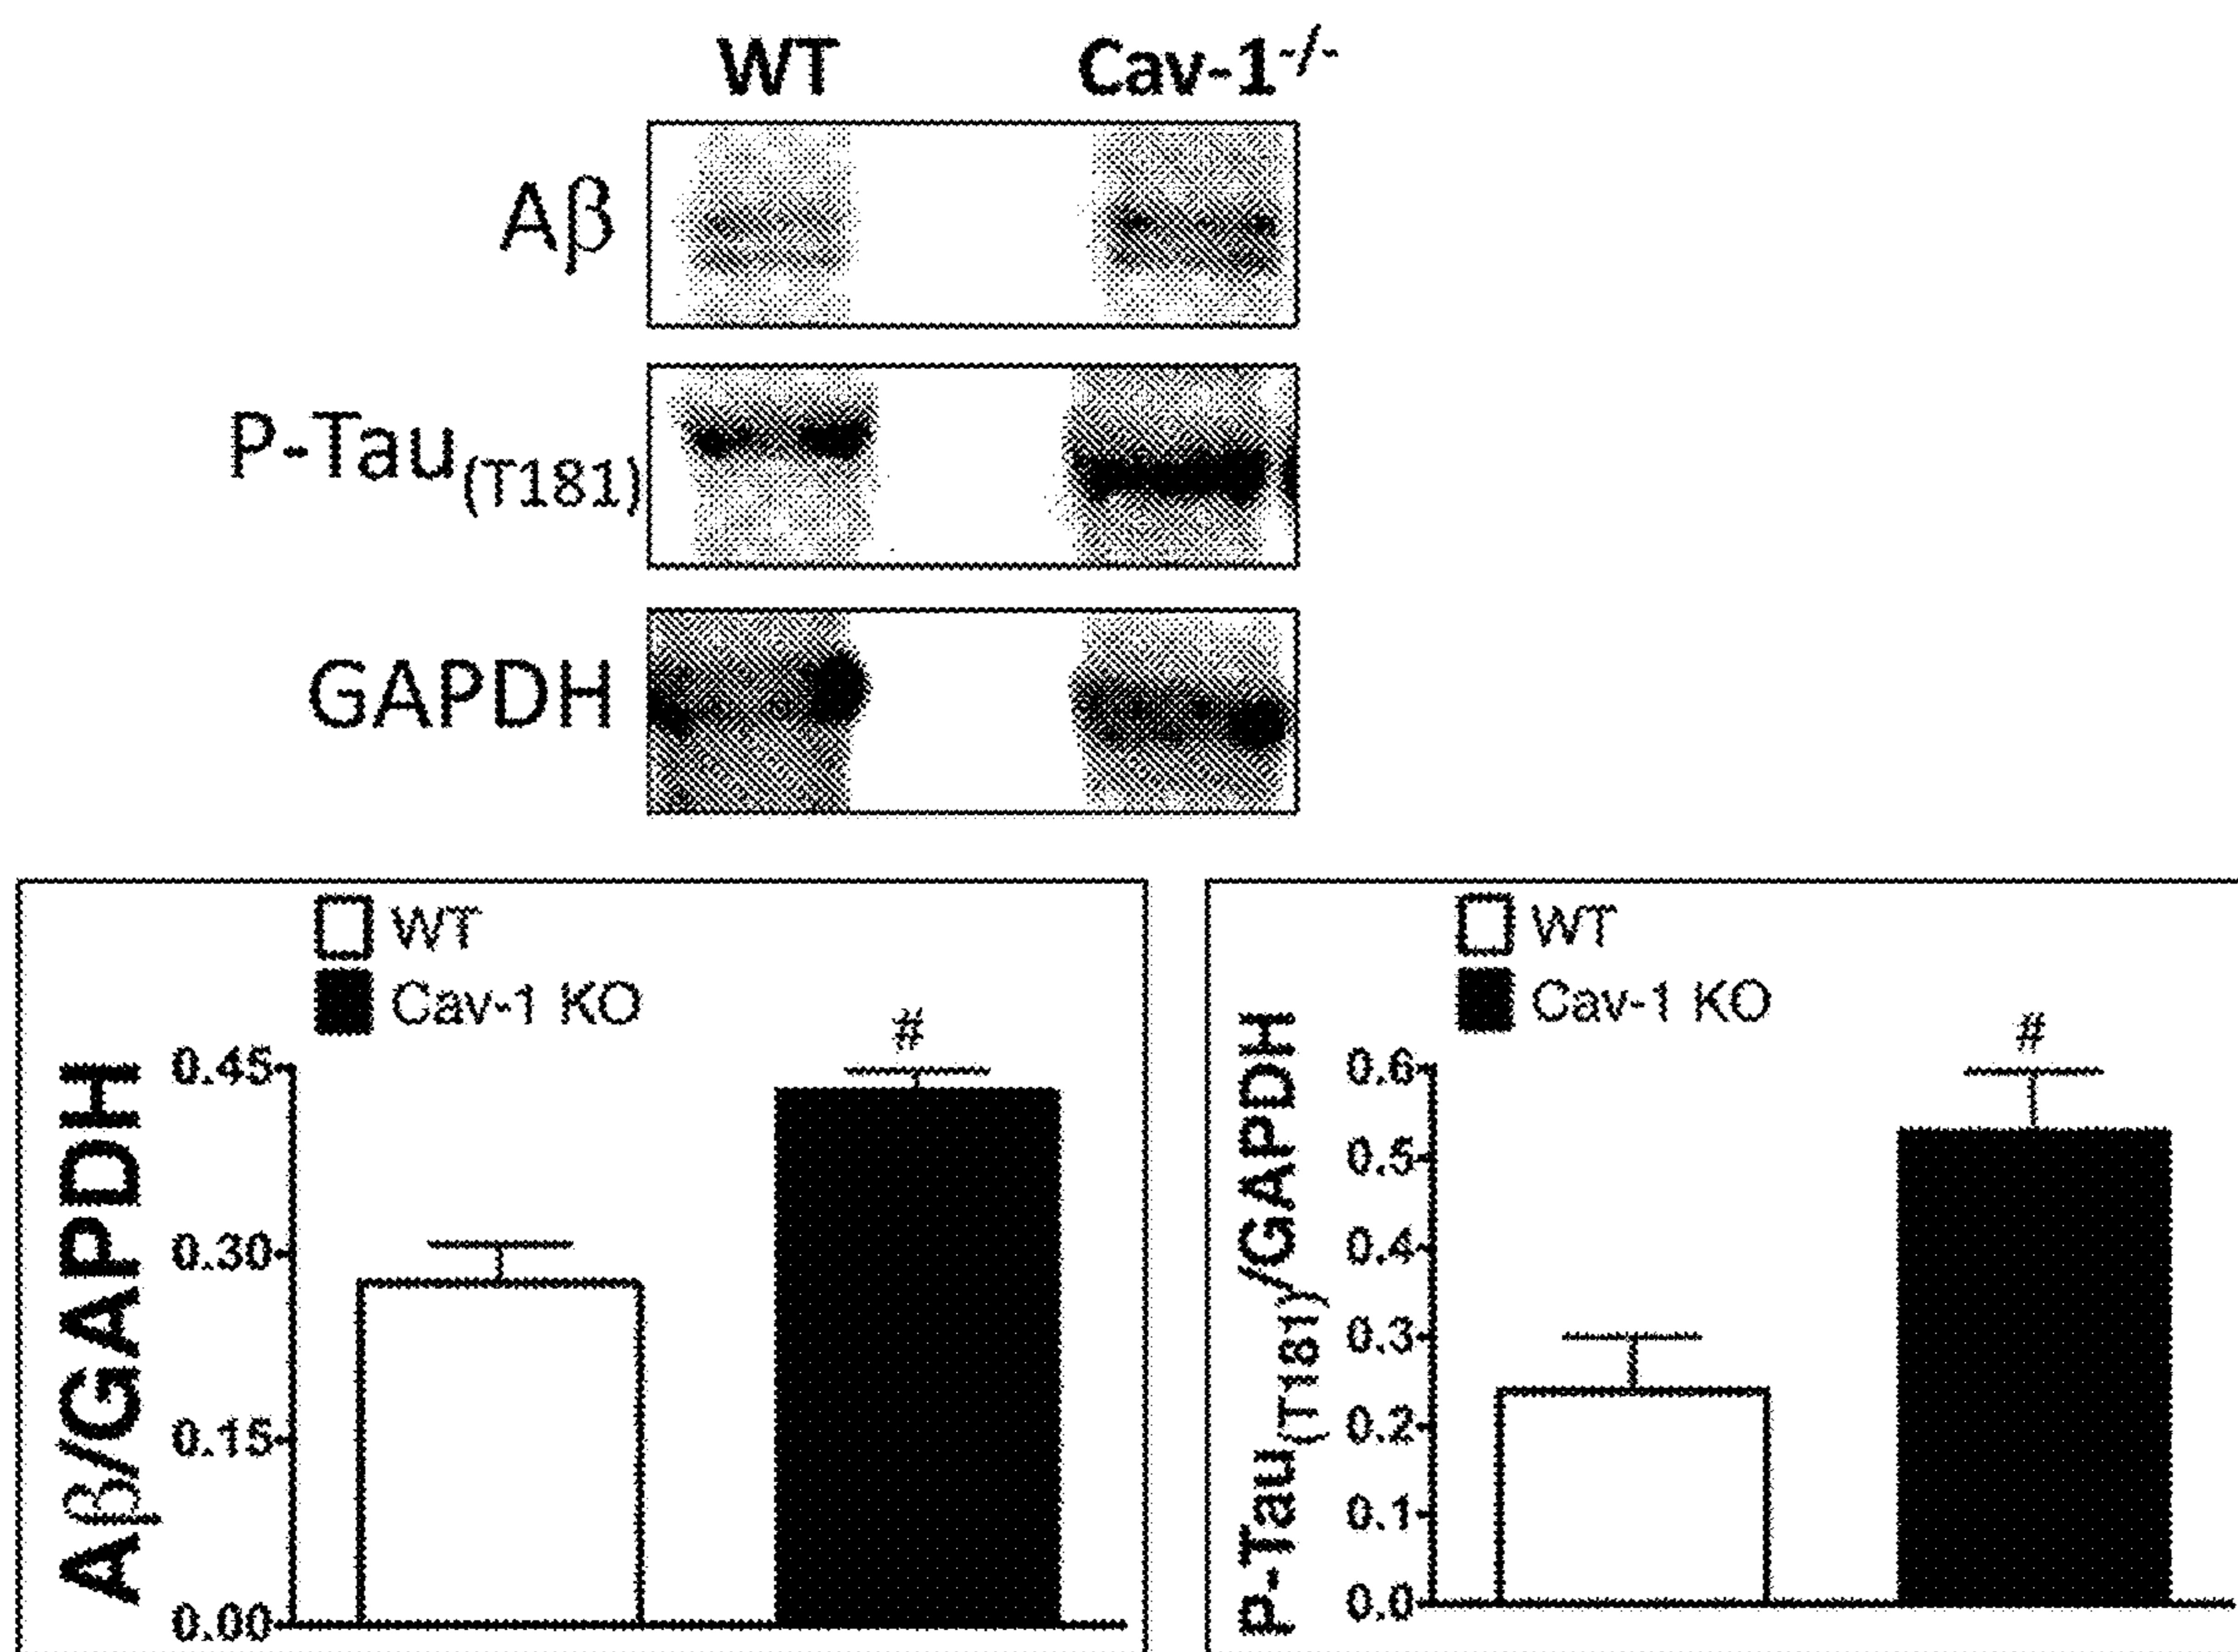 WT Cav-1-/-
Aβ
P-Tau(T181)
GAPDH
WT
Cav-1 KO
#
Aβ/GAPDH
0.45
0.30
0.15
0.00
WT
Cav-1 KO
#
P-Tau(T181)/GAPDH
0.6
0.5
0.4
0.3
0.2
0.1
0.0